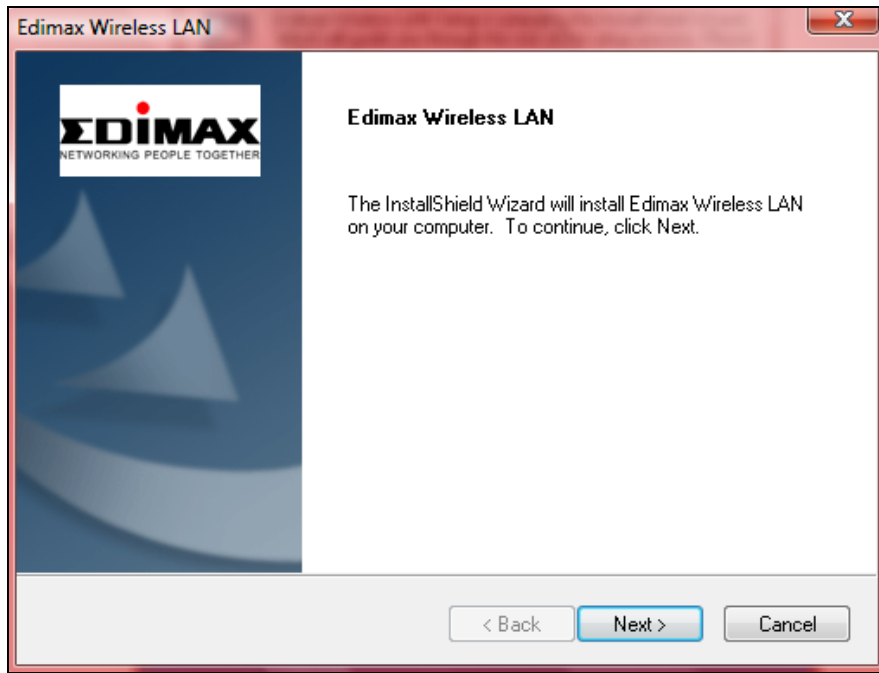 Edimax Wireless LAN
EDiMAX
NETWORKING PEOPLE TOGETHER
Edimax Wireless LAN
The InstallShield Wizard will install Edimax Wireless LAN
on your computer. To continue, click Next.
< Back
Next >
Cancel